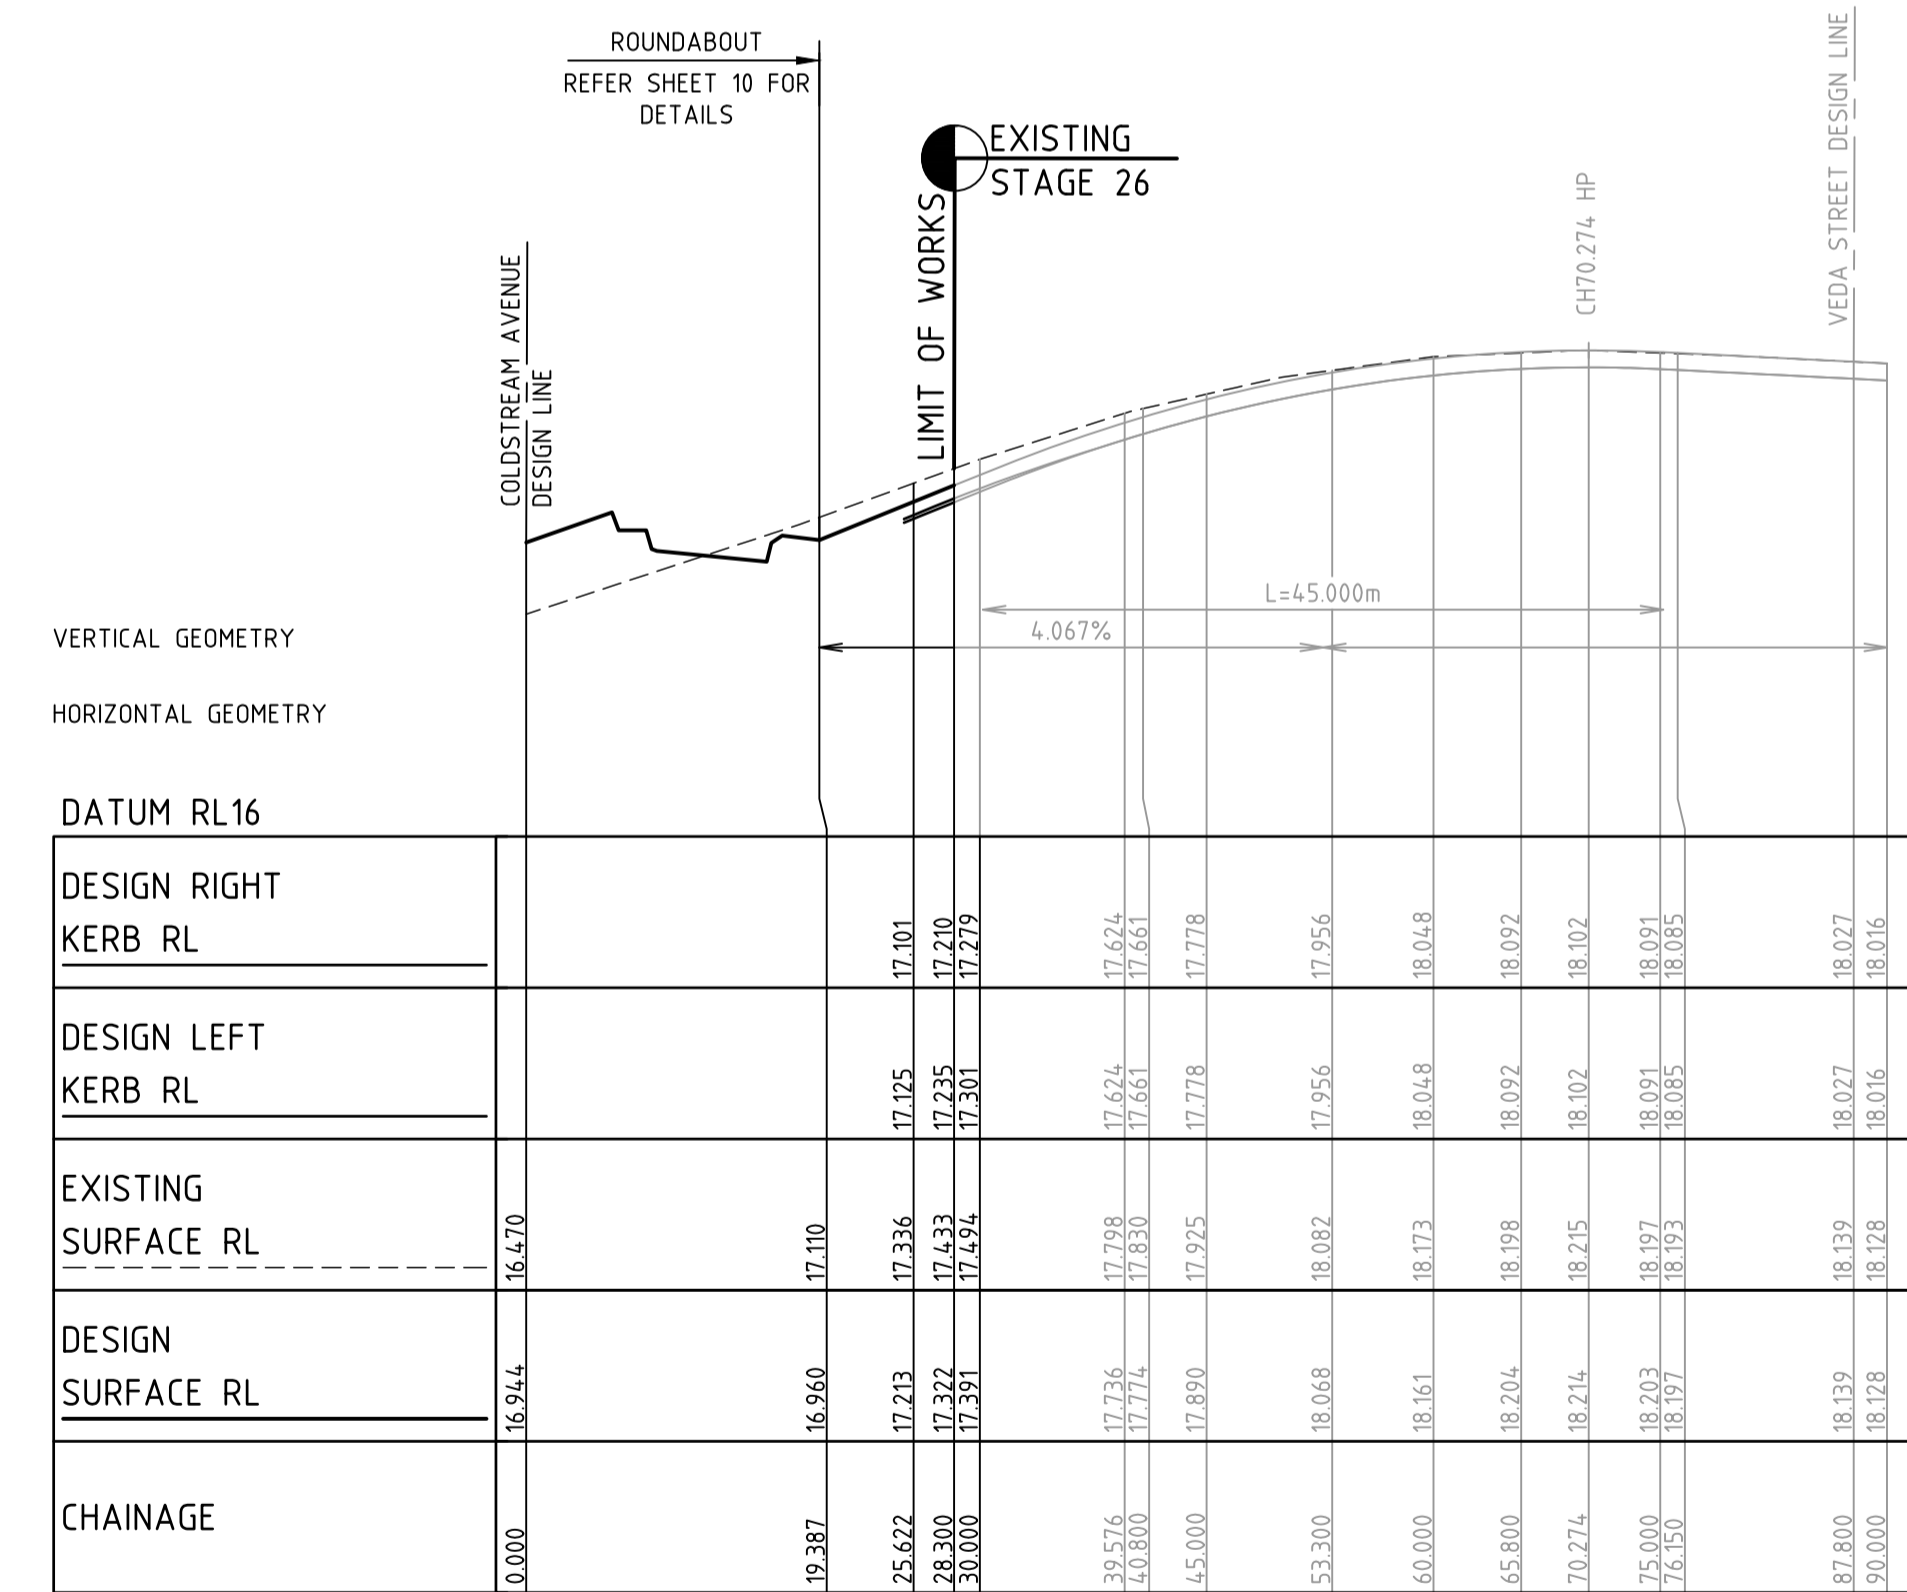 ROUNDABOUT
REFER SHEET 10 FOR
DETAILS
EXISTING
STAGE 26
LIMIT OF WORKS
COLDSTREAM AVENUE
DESIGN LINE
CH70.274 HP
VEDA STREET DESIGN LINE
L=45.000m
4.067%
VERTICAL GEOMETRY
HORIZONTAL GEOMETRY
DATUM RL16
DESIGN RIGHT
KERB RL
17.101 17.210 17.279 17.624 17.661 17.778 17.956 18.048 18.092 18.102 18.091 18.085 18.027 18.016
DESIGN LEFT
KERB RL
17.125 17.235 17.301 17.624 17.661 17.778 17.956 18.048 18.092 18.102 18.091 18.085 18.027 18.016
EXISTING
SURFACE RL
16.470 17.110 17.336 17.433 17.494 17.798 17.830 17.925 18.082 18.173 18.198 18.215 18.197 18.193 18.139 18.128
DESIGN
SURFACE RL
16.944 16.960 17.213 17.322 17.391 17.736 17.774 17.890 18.068 18.161 18.204 18.214 18.203 18.197 18.139 18.128
CHAINAGE
0.000 19.387 25.622 28.300 30.000 39.576 40.800 45.000 53.300 60.000 65.800 70.274 75.000 76.150 87.800 90.000